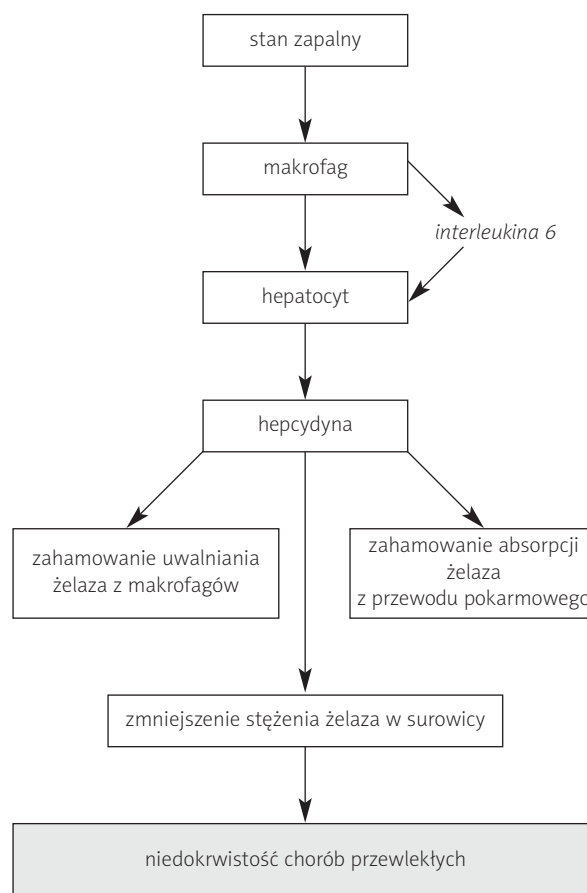 stan zapalny
makrofag
interleukina 6
hepatocyt
hepcydyna
zahamowanie uwalniania
żelaza z makrofagów
zahamowanie absorpcji
żelaza
z przewodu pokarmowego
zmniejszenie stężenia żelaza w surowicy
niedokrwistość chorób przewlekłych